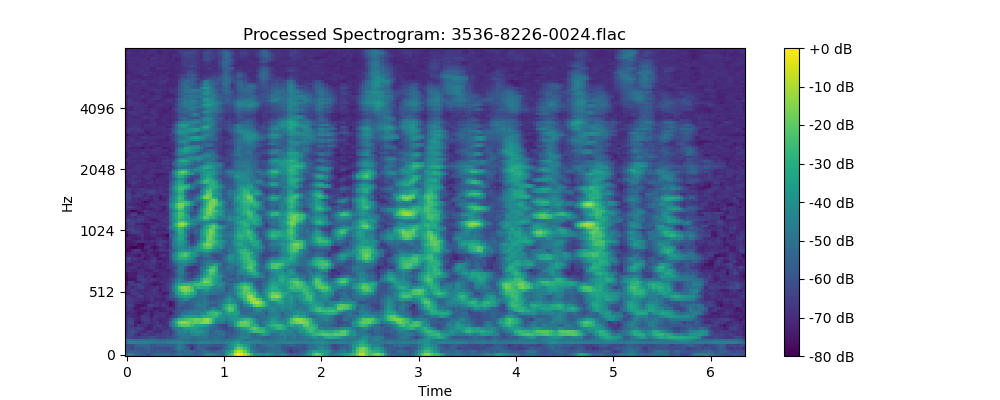 Processed Spectrogram: 3536-8226-0024.flac
Hz
4096
2048
1024
512
0
0 1 2 3 4 5 6
Time
+0 dB
-10 dB
-20 dB
-30 dB
-40 dB
-50 dB
-60 dB
-70 dB
-80 dB